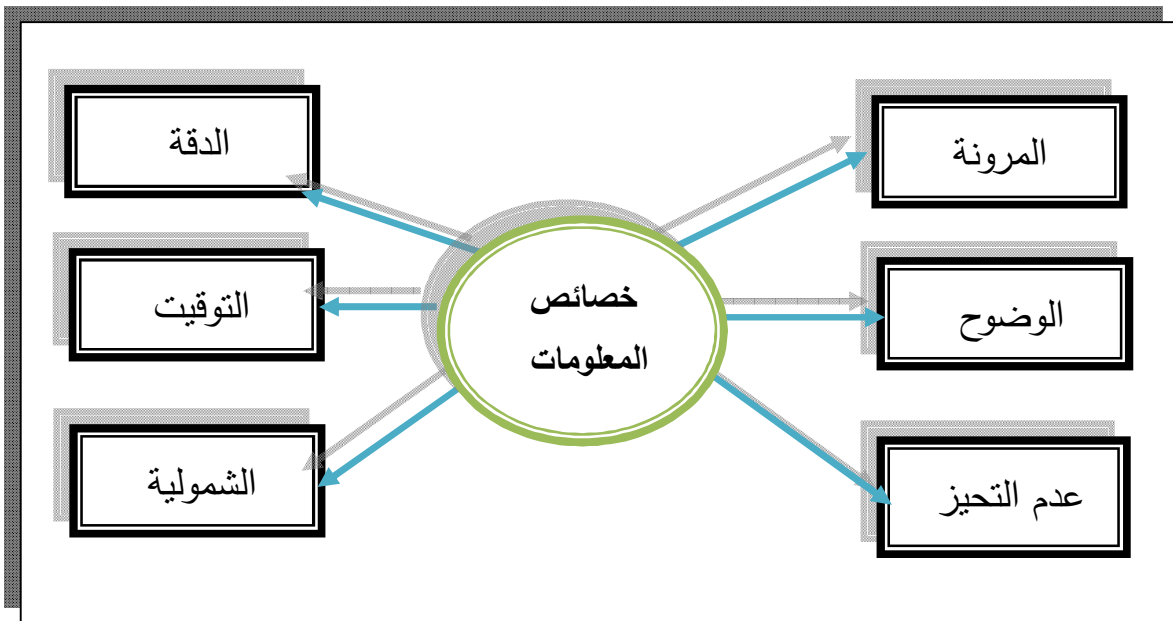 المرونة
الدقة
الوضوح
خصائص
المعلومات
التوقيت
عدم التحيز
الشمولية